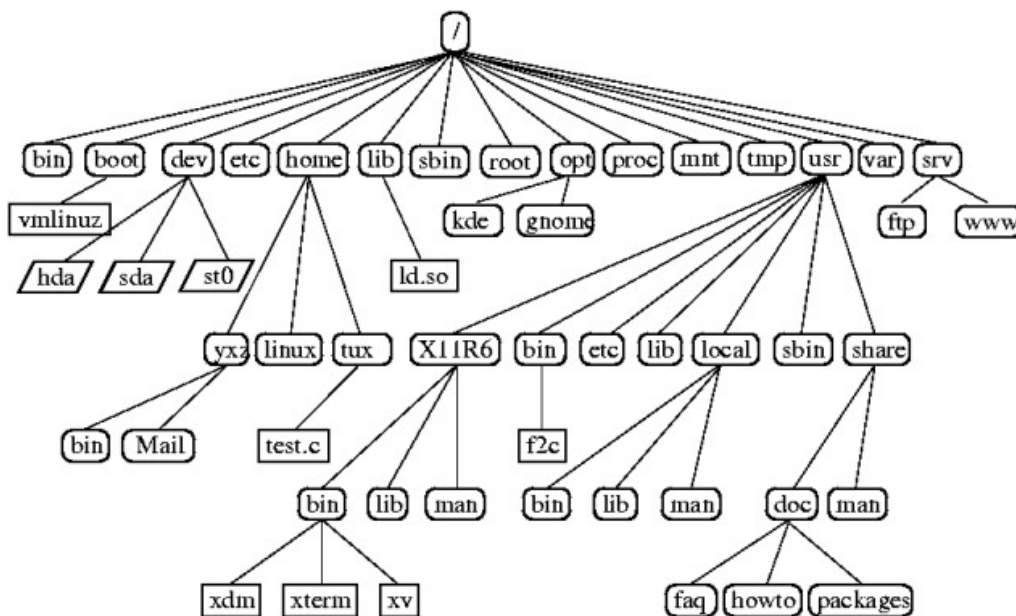 /
bin boot dev etc home lib sbin root opt proc mnt tmp usr var srv
vmlinuz kde gnome ftp www
hda sda st0 ld.so
yxz linux tux X11R6 bin etc lib local sbin share
bin Mail test.c f2c
bin lib man bin lib man doc man
xdm xterm xv faq howto packages